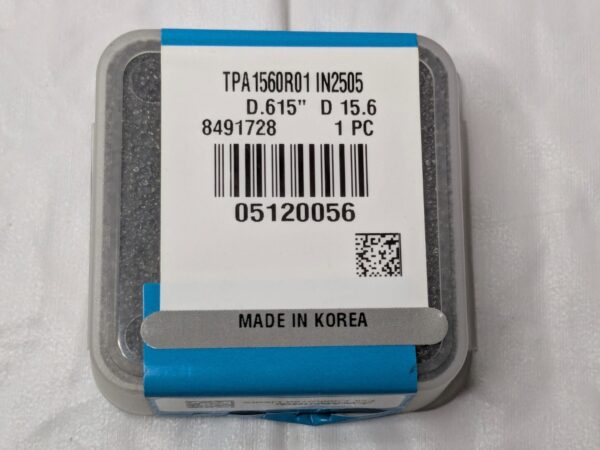 TPA1560R01 IN2505
D.615" D 15.6
8491728 1 PC
05120056
MADE IN KOREA